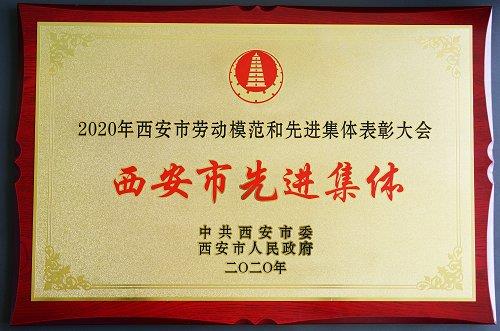 2020年西安市劳动模范和先进集体表彰大会
西安市先进集体
中共西安市委
西安市人民政府
二〇二〇年